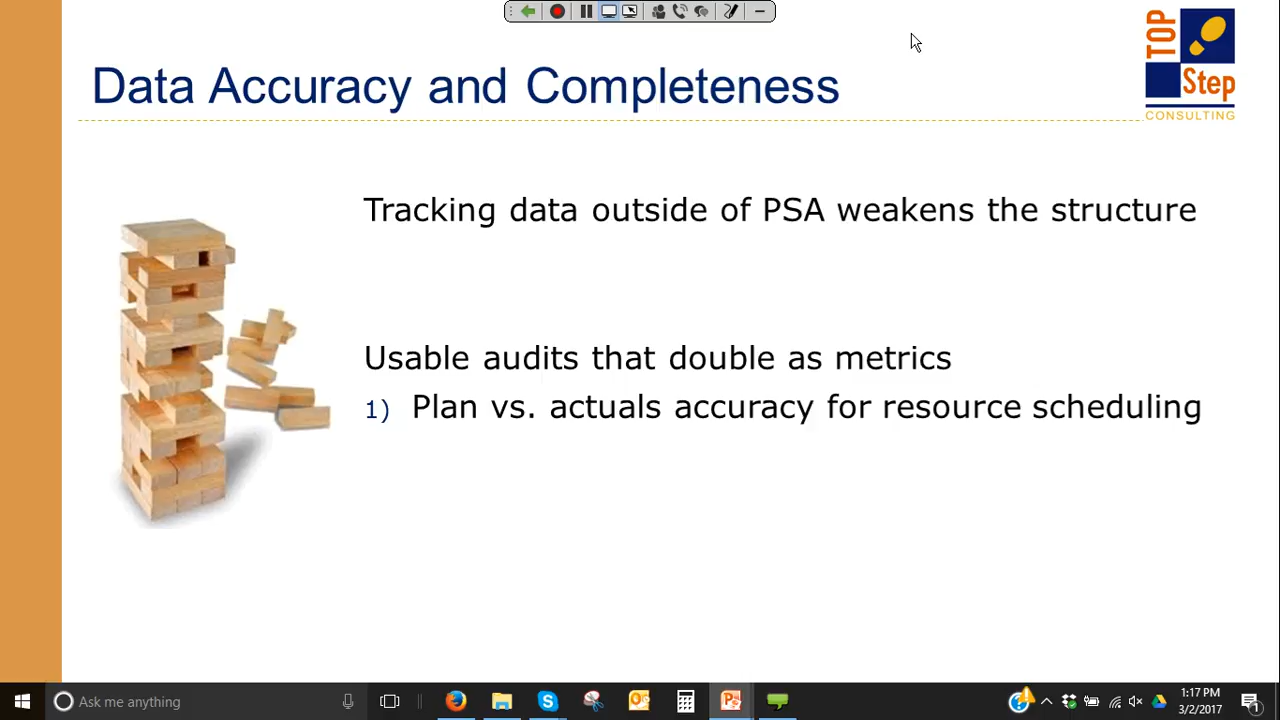 TOP
Step
CONSULTING
Data Accuracy and Completeness
Tracking data outside of PSA weakens the structure
Usable audits that double as metrics
1) Plan vs. actuals accuracy for resource scheduling
Ask me anything
1:17 PM
3/2/2017
1